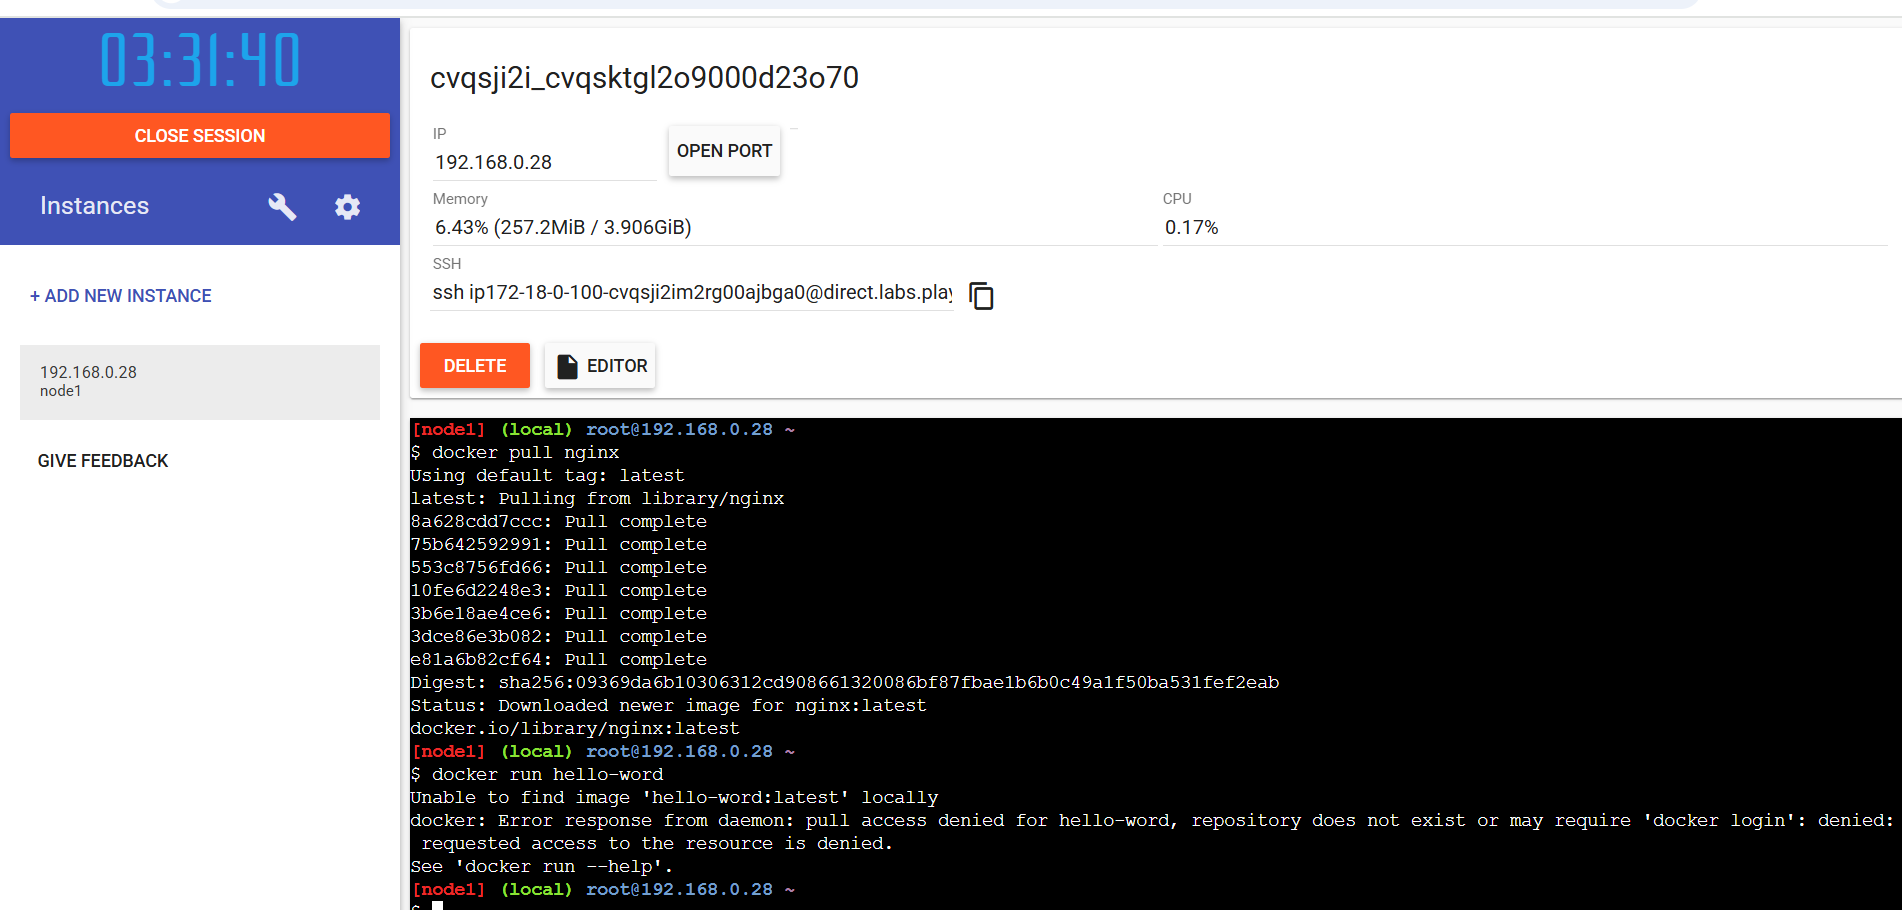 03:31:40
CLOSE SESSION
Instances
+ ADD NEW INSTANCE
192.168.0.28
node1
GIVE FEEDBACK
cvqsji2i_cvqsktgl2o9000d23o70
IP
192.168.0.28
OPEN PORT
Memory
6.43% (257.2MiB / 3.906GiB)
CPU
0.17%
SSH
ssh ip172-18-0-100-cvqsji2im2rg00ajbga0@direct.labs.play
DELETE
EDITOR
[node1] (local) root@192.168.0.28 ~
$ docker pull nginx
Using default tag: latest
latest: Pulling from library/nginx
8a628cdd7ccc: Pull complete
75b642592991: Pull complete
553c8756fd66: Pull complete
10fe6d2248e3: Pull complete
3b6e18ae4ce6: Pull complete
3dce86e3b082: Pull complete
e81a6b82cf64: Pull complete
Digest: sha256:09369da6b10306312cd908661320086bf87fbae1b6b0c49a1f50ba531fef2eab
Status: Downloaded newer image for nginx:latest
docker.io/library/nginx:latest
[node1] (local) root@192.168.0.28 ~
$ docker run hello-word
Unable to find image 'hello-word:latest' locally
docker: Error response from daemon: pull access denied for hello-word, repository does not exist or may require 'docker login': denied:
requested access to the resource is denied.
See 'docker run --help'.
[node1] (local) root@192.168.0.28 ~
$